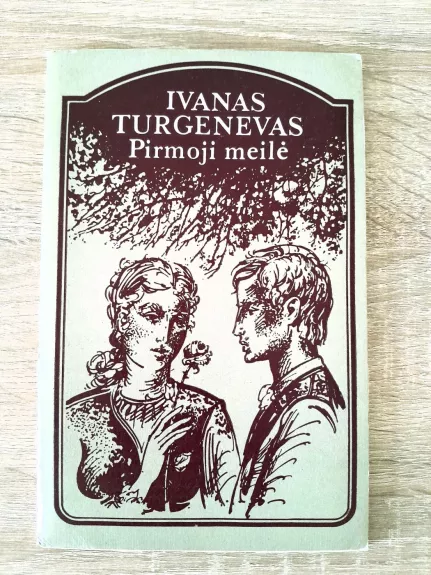 IVANAS
TURGENEVAS
Pirmoji meilė